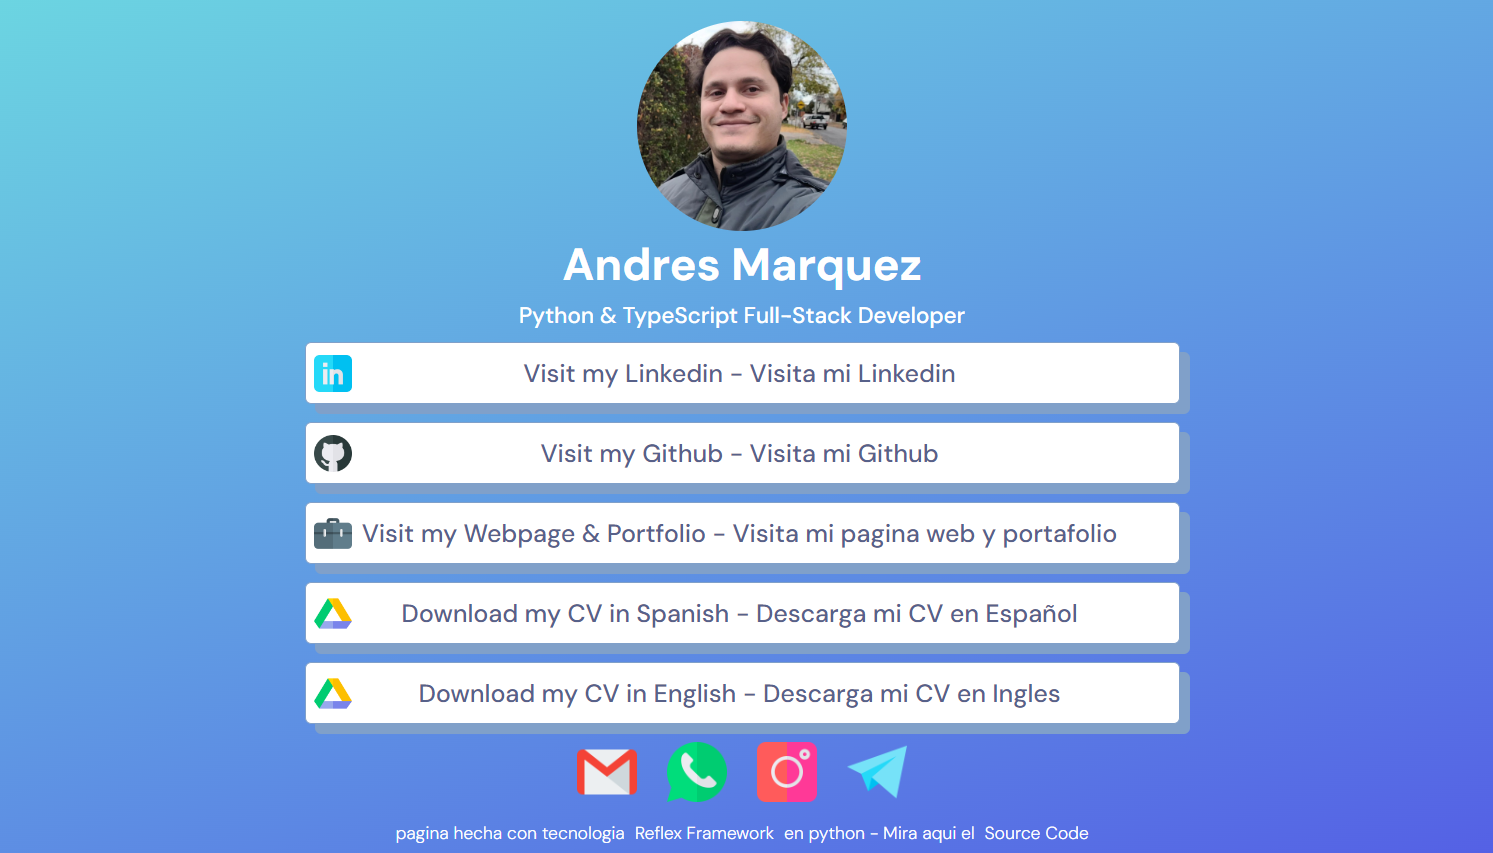 Andres Marquez
Python & TypeScript Full-Stack Developer
in
Visit my Linkedin - Visita mi Linkedin
Visit my Github - Visita mi Github
Visit my Webpage & Portfolio - Visita mi pagina web y portafolio
Download my CV in Spanish - Descarga mi CV en Español
Download my CV in English - Descarga mi CV en Ingles
pagina hecha con tecnologia Reflex Framework en python - Mira aqui el Source Code